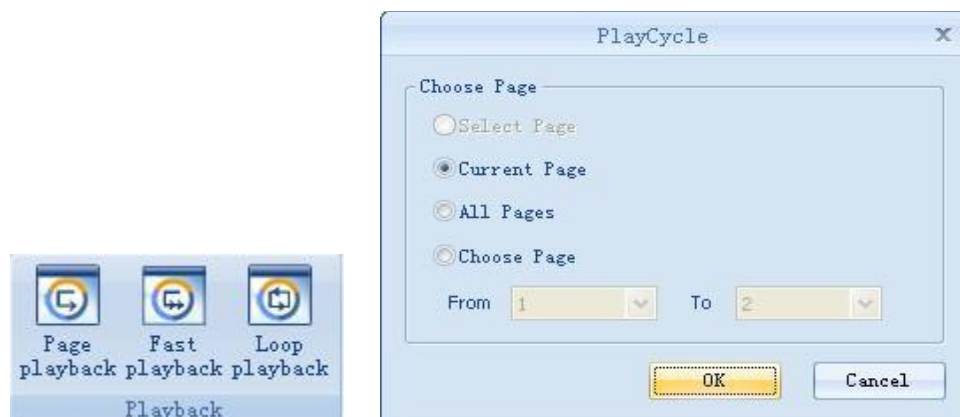 PlayCycle
Choose Page
Select Page
Current Page
All Pages
Choose Page
From 1 To 2
OK Cancel
Page Fast Loop
playback playback playback
Playback